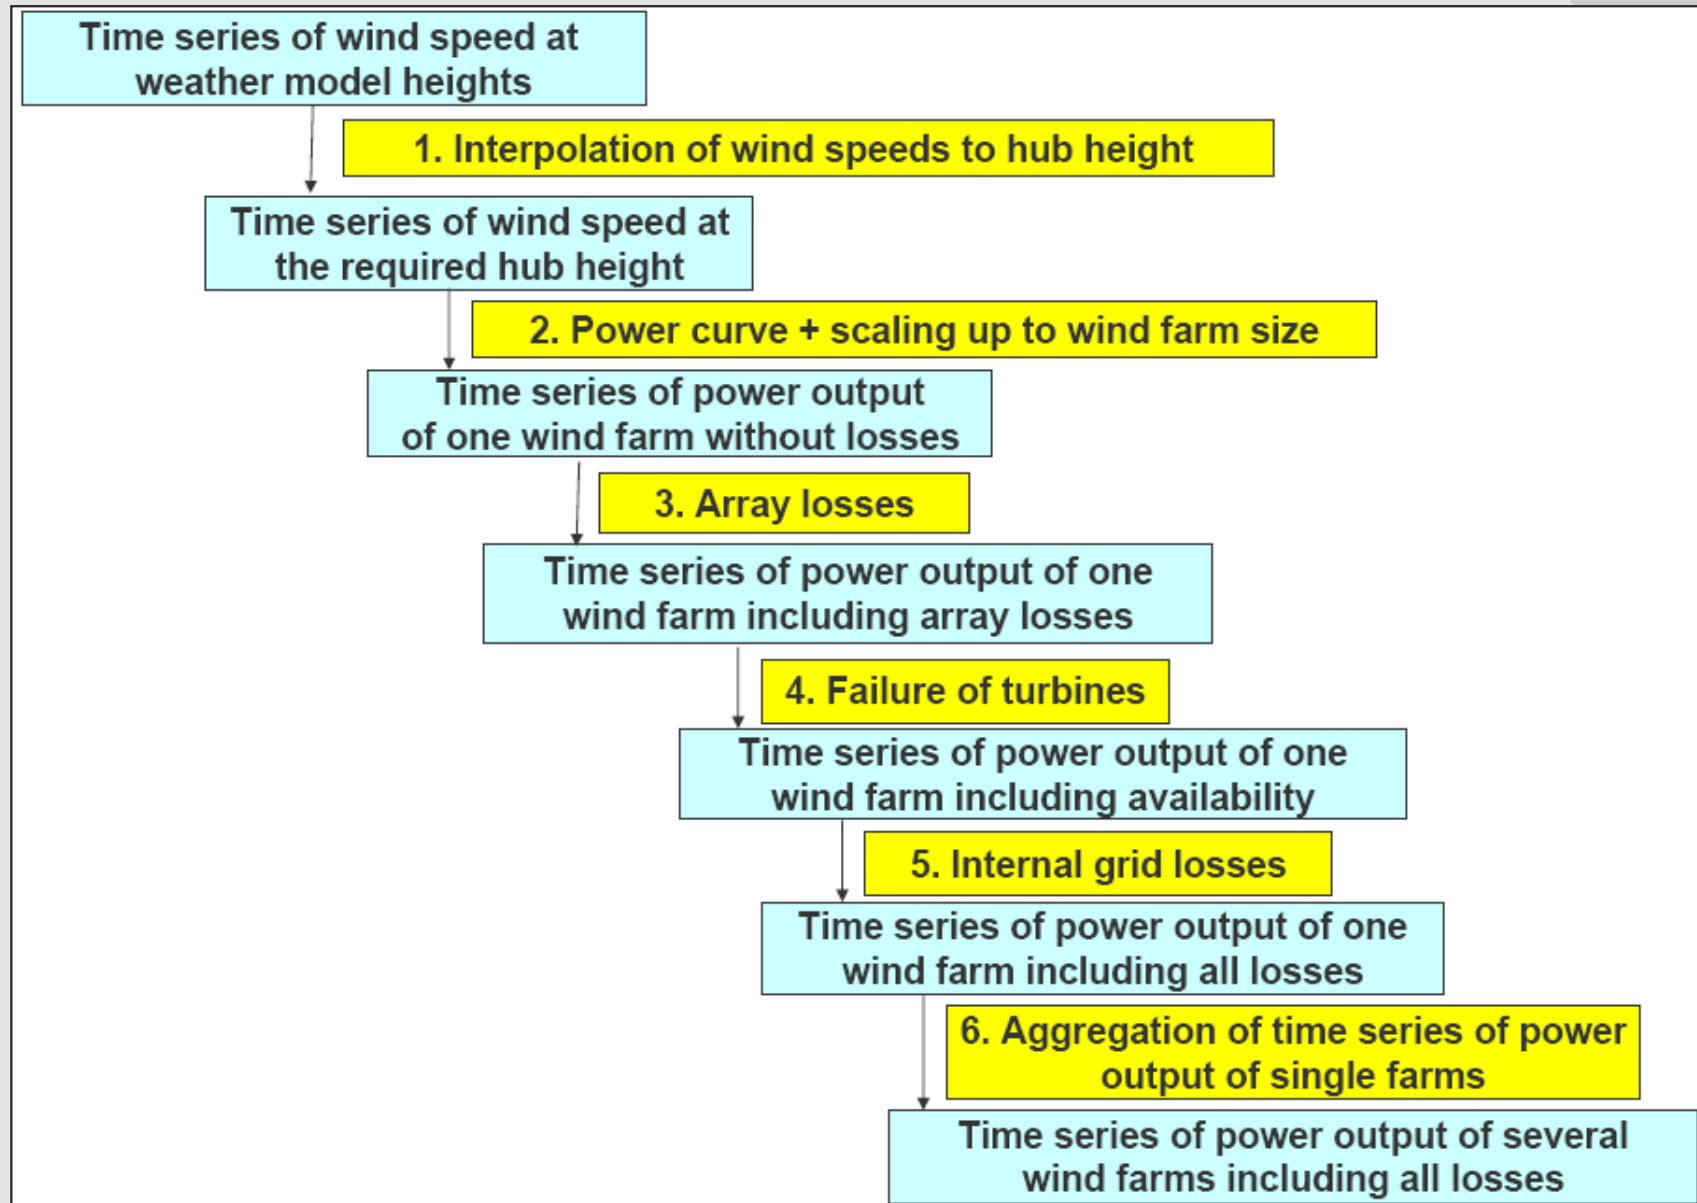 Time series of wind speed at
weather model heights
1. Interpolation of wind speeds to hub height
Time series of wind speed at
the required hub height
2. Power curve + scaling up to wind farm size
Time series of power output
of one wind farm without losses
3. Array losses
Time series of power output of one
wind farm including array losses
4. Failure of turbines
Time series of power output of one
wind farm including availability
5. Internal grid losses
Time series of power output of one
wind farm including all losses
6. Aggregation of time series of power
output of single farms
Time series of power output of several
wind farms including all losses